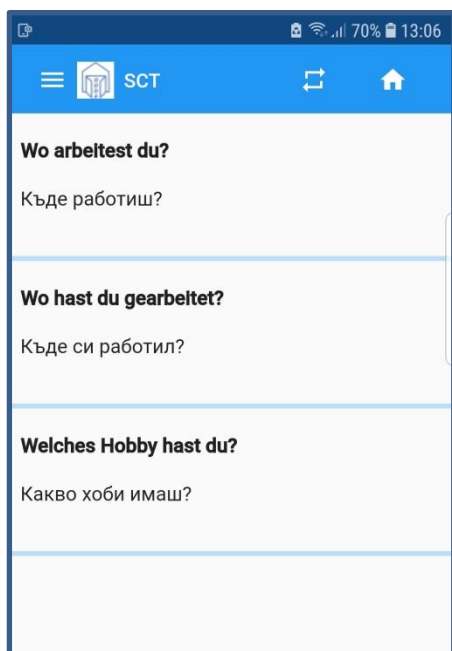 70% 13:06
SCT
Wo arbeitest du?
Къде работиш?
Wo hast du gearbeitet?
Къде си работил?
Welches Hobby hast du?
Какво хоби имаш?